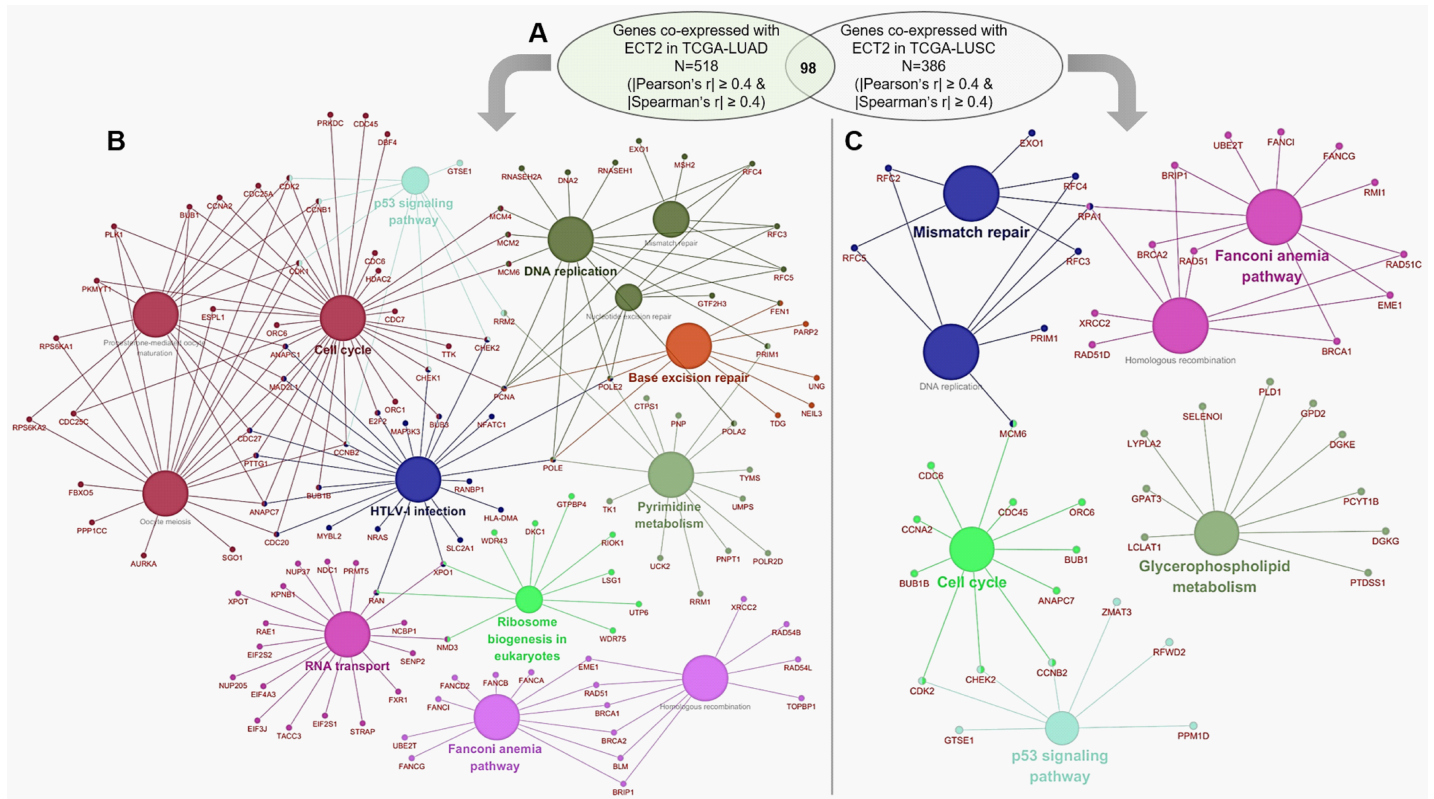 A
Genes co-expressed with
ECT2 in TCGA-LUAD
N=518
(|Pearson's r| ≥ 0.4 &
|Spearman's r| ≥ 0.4)
98
Genes co-expressed with
ECT2 in TCGA-LUSC
N=386
(|Pearson's r| ≥ 0.4 &
|Spearman's r| ≥ 0.4)
B
PRKDC
CDC45
DBF4
GTSE1
p53 signaling
pathway
CDK2
CDC25A
CCNA2
BUB1
CCNB1
PLK1
CDK1
CDC6
HDAC2
PKMYT1
ESPL1
CDC7
ORC6
Progesterone-mediated oocyte
maturation
Cell cycle
RPS6KA1
ANAPC1
TTK
CHEK2
CHEK1
MAD2L1
RPS6KA2
CDC25C
ORC1
E2F2
MAP3K3
BUB3
NFATC1
CDC27
CCNB2
PTTG1
FBXO5
BUB1B
RANBP1
Oocyte meiosis
ANAPC7
HTLV-I infection
HLA-DMA
PPP1CC
CDC20
MYBL2
NRAS
SLC2A1
AURKA
SGO1
XPO1
RNASEH2A
DNA2
RNASEH1
EXO1
MSH2
RFC4
MCM4
MCM2
MCM6
Mismatch repair
RFC3
DNA replication
RFC5
GTF2H3
Nucleotide excision repair
RRM2
FEN1
PARP2
PRIM1
Base excision repair
POLE2
PCNA
UNG
NEIL3
TDG
CTPS1
PNP
POLA2
POLE
TYMS
UMPS
TK1
Pyrimidine
metabolism
POLR2D
PNPT1
UCK2
RRM1
GTPBP4
DKC1
WDR43
RIOK1
LSG1
UTP6
WDR75
Ribosome
biogenesis in
eukaryotes
NUP37
NDC1
PRMT5
KPNB1
XPOT
RAN
RAE1
NCBP1
NMD3
EIF2S2
SENP2
RNA transport
NUP205
EIF4A3
FXR1
EIF3J
TACC3
EIF2S1
STRAP
XRCC2
RAD54B
RAD54L
TOPBP1
Homologous recombination
EME1
FANCD2
FANCB
FANCA
RAD51
FANCI
BRCA1
BRCA2
UBE2T
FANCG
Fanconi anemia
pathway
BLM
BRIP1
C
EXO1
RFC2
RFC4
RPA1
Mismatch repair
RFC5
RFC3
PRIM1
DNA replication
MCM6
UBE2T
FANCI
FANCG
BRIP1
RMI1
BRCA2
RAD51
Fanconi anemia
pathway
RAD51C
EME1
XRCC2
RAD51D
Homologous recombination
BRCA1
PLD1
SELENOI
GPD2
LYPLA2
DGKE
GPAT3
PCYT1B
LCLAT1
DGKG
PTDSS1
Glycerophospholipid
metabolism
CDC6
CDC45
ORC6
CCNA2
BUB1
BUB1B
Cell cycle
ANAPC7
ZMAT3
RFWD2
CDK2
CHEK2
CCNB2
GTSE1
PPM1D
p53 signaling
pathway